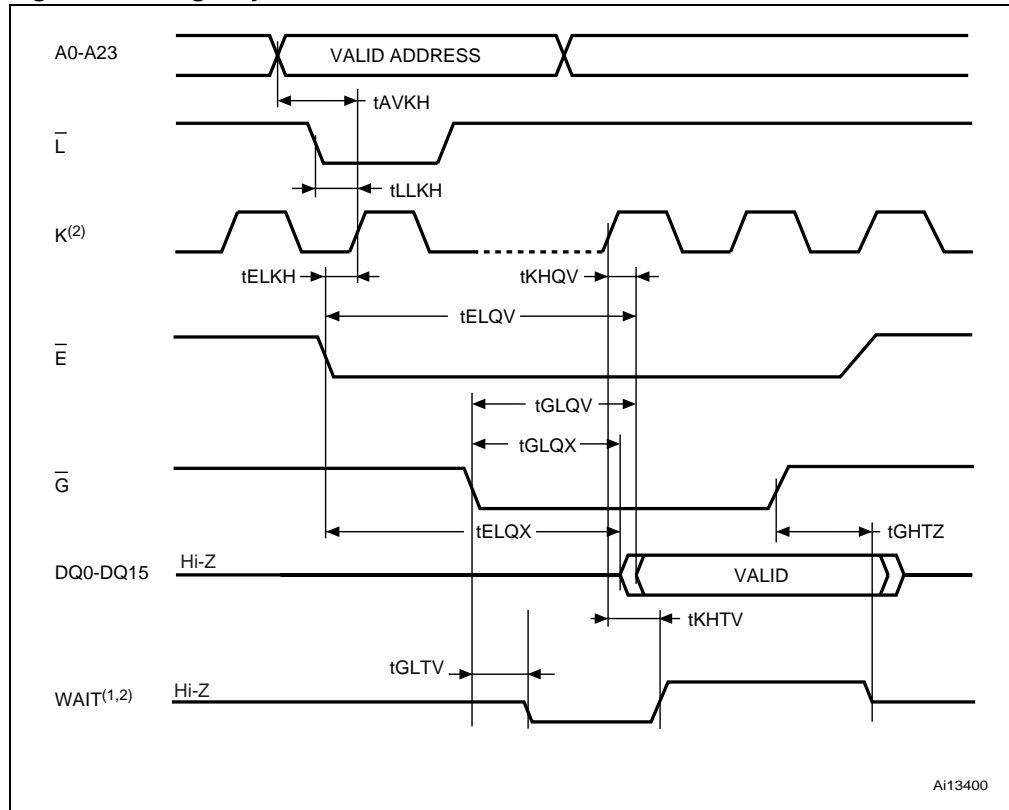 A0-A23 VALID ADDRESS
tAVKH
L
tLLKH
K(2)
tELKH tKHQV
tELQV
E
tGLQV
tGLQX
G
tELQX tGHTZ
DQ0-DQ15 Hi-Z VALID
tKHTV
tGLTV
WAIT(1,2) Hi-Z
Ai13400